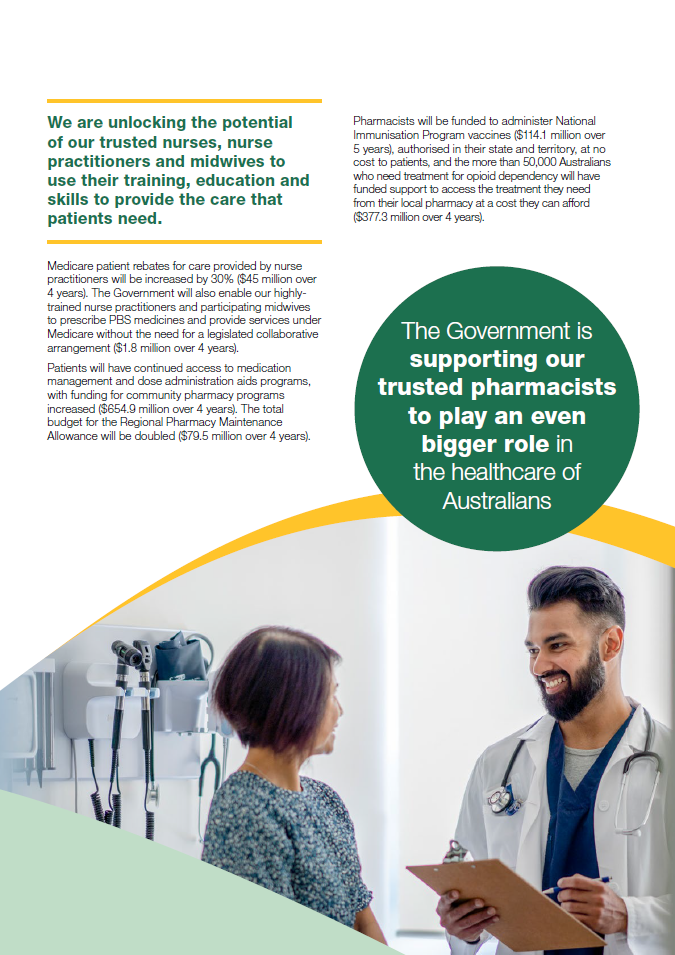 We are unlocking the potential
of our trusted nurses, nurse
practitioners and midwives to
use their training, education and
skills to provide the care that
patients need.
Medicare patient rebates for care provided by nurse
practitioners will be increased by 30% ($45 million over
4 years). The Government will also enable our highly-
trained nurse practitioners and participating midwives
to prescribe PBS medicines and provide services under
Medicare without the need for a legislated collaborative
arrangement ($1.8 million over 4 years).
Patients will have continued access to medication
management and dose administration aids programs,
with funding for community pharmacy programs
increased ($654.9 million over 4 years). The total
budget for the Regional Pharmacy Maintenance
Allowance will be doubled ($79.5 million over 4 years).
Pharmacists will be funded to administer National
Immunisation Program vaccines ($114.1 million over
5 years), authorised in their state and territory, at no
cost to patients, and the more than 50,000 Australians
who need treatment for opioid dependency will have
funded support to access the treatment they need
from their local pharmacy at a cost they can afford
($377.3 million over 4 years).
The Government is
supporting our
trusted pharmacists
to play an even
bigger role in
the healthcare of
Australians